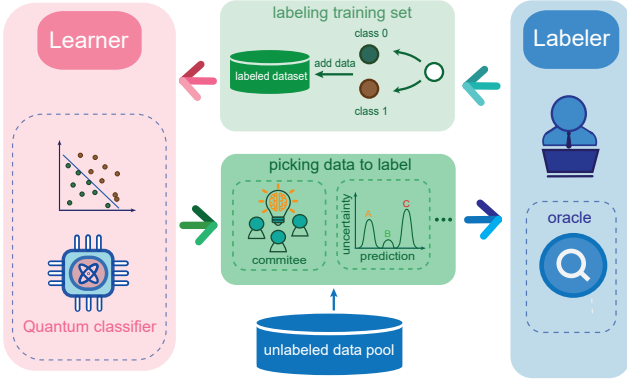 Learner
labeling training set
Labeler
class 0
add data
labeled dataset
class 1
picking data to label
commitee
uncertainty
A
B
C
prediction
...
oracle
Quantum classifier
unlabeled data pool